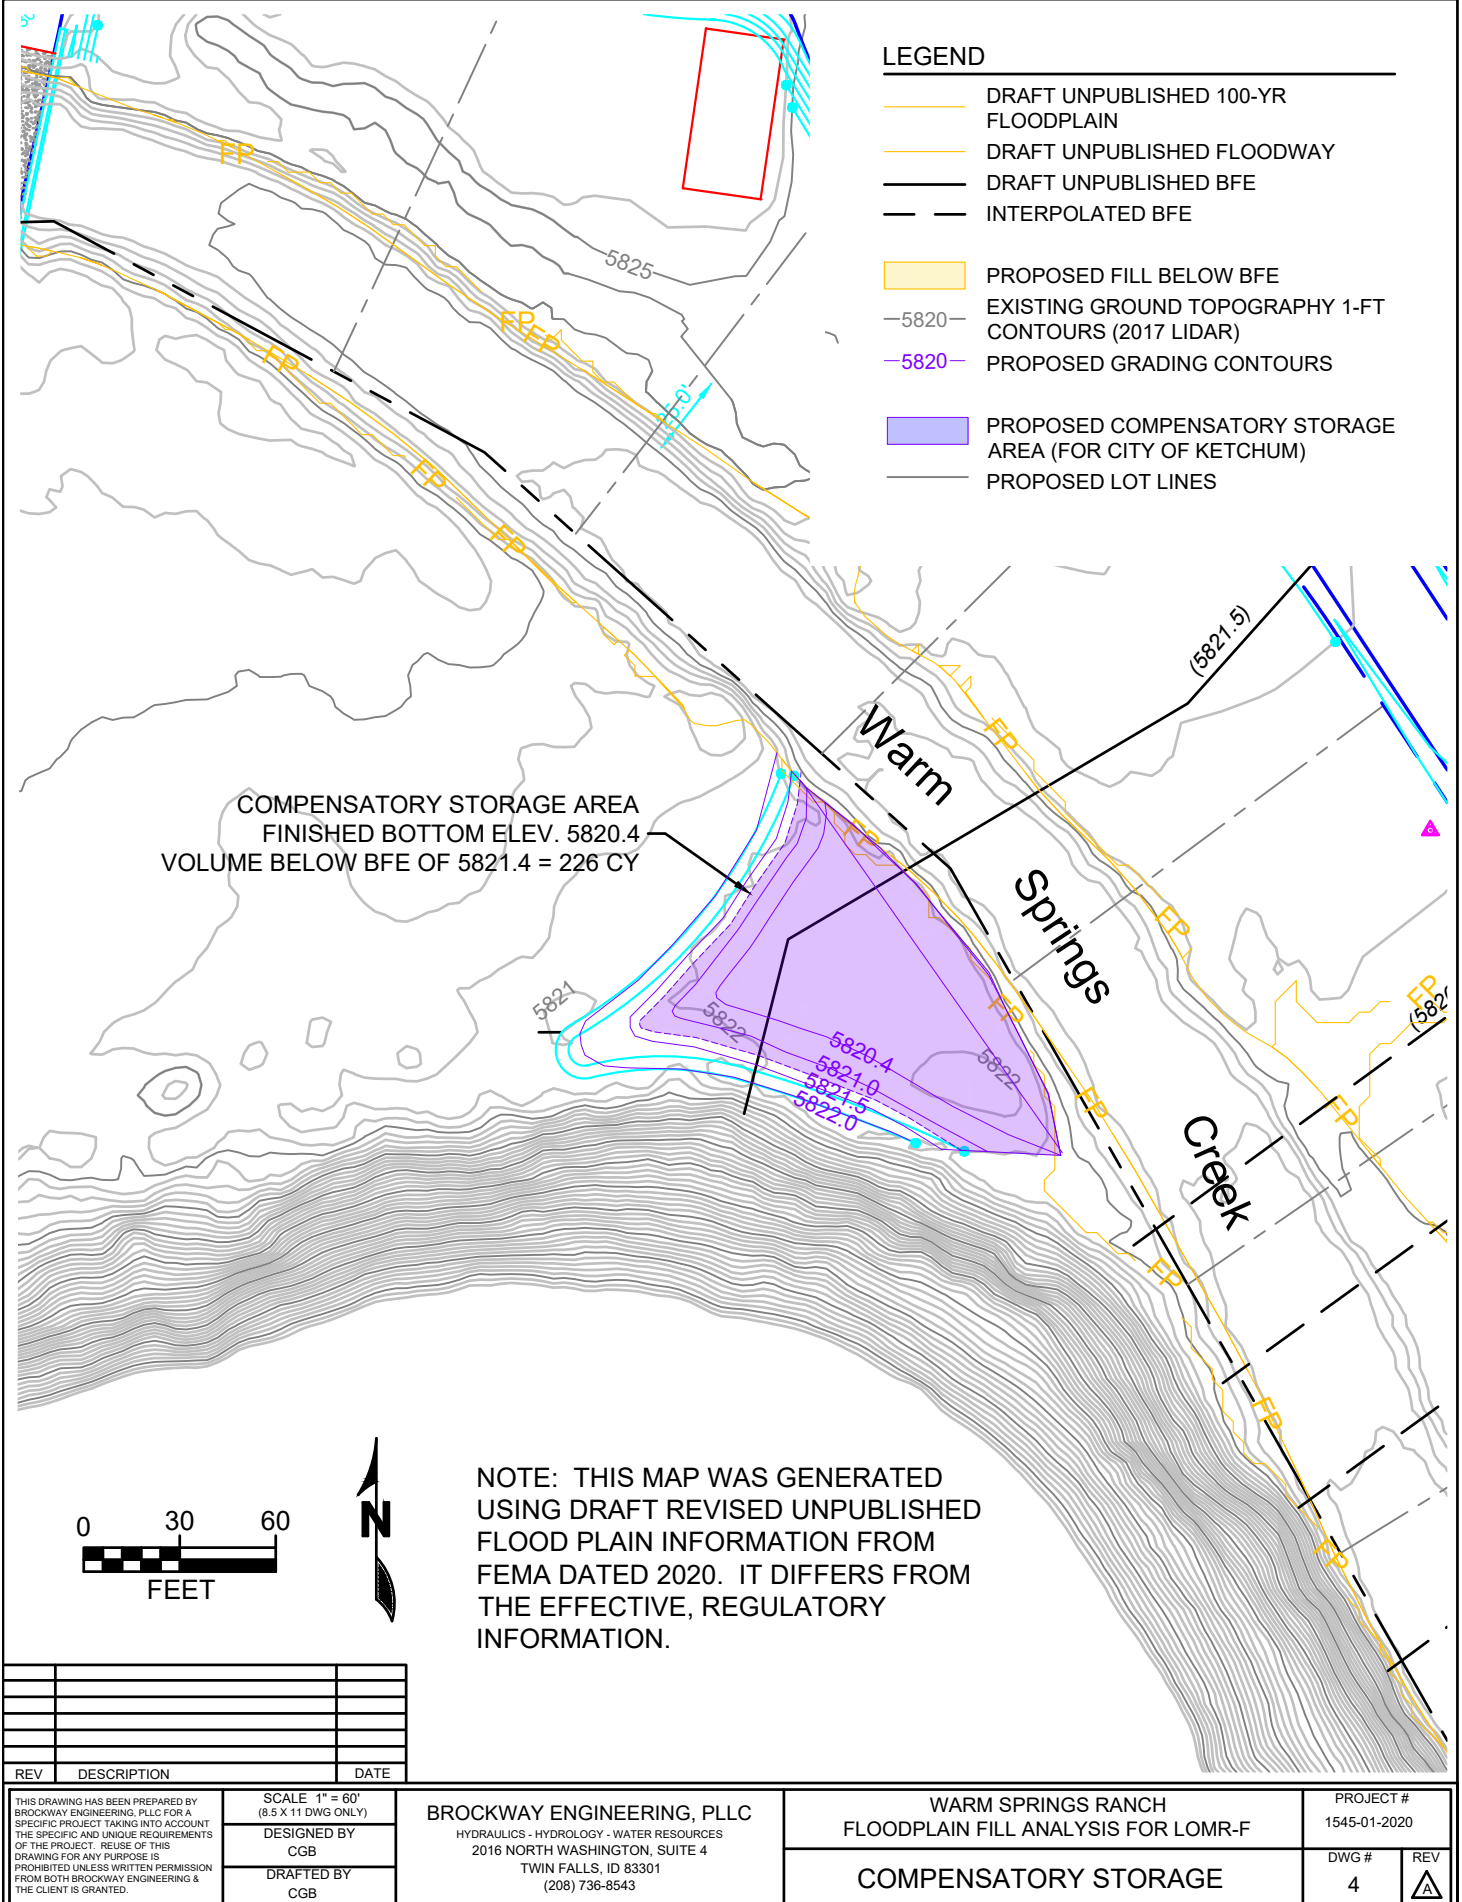 LEGEND
DRAFT UNPUBLISHED 100-YR
FLOODPLAIN
DRAFT UNPUBLISHED FLOODWAY
DRAFT UNPUBLISHED BFE
INTERPOLATED BFE
PROPOSED FILL BELOW BFE
5820
EXISTING GROUND TOPOGRAPHY 1-FT
CONTOURS (2017 LIDAR)
5820
PROPOSED GRADING CONTOURS
PROPOSED COMPENSATORY STORAGE
AREA (FOR CITY OF KETCHUM)
PROPOSED LOT LINES
FP
5825
FP
FP
FP
25.0'
FP
FP
(5821.5)
Warm
Springs
Creek
FP
COMPENSATORY STORAGE AREA
FINISHED BOTTOM ELEV. 5820.4
VOLUME BELOW BFE OF 5821.4 = 226 CY
FP
FP
FP
5821
5822
5820.4
5821.0
5821.5
5822.0
5822
FP
FP
(582
FP
FP
FP
FP
0 30 60
FEET
N
NOTE: THIS MAP WAS GENERATED
USING DRAFT REVISED UNPUBLISHED
FLOOD PLAIN INFORMATION FROM
FEMA DATED 2020. IT DIFFERS FROM
THE EFFECTIVE, REGULATORY
INFORMATION.
REV DESCRIPTION DATE
THIS DRAWING HAS BEEN PREPARED BY
BROCKWAY ENGINEERING, PLLC FOR A
SPECIFIC PROJECT TAKING INTO ACCOUNT
THE SPECIFIC AND UNIQUE REQUIREMENTS
OF THE PROJECT. REUSE OF THIS
DRAWING FOR ANY PURPOSE IS
PROHIBITED UNLESS WRITTEN PERMISSION
FROM BOTH BROCKWAY ENGINEERING &
THE CLIENT IS GRANTED.
SCALE 1" = 60'
(8.5 X 11 DWG ONLY)
DESIGNED BY
CGB
DRAFTED BY
CGB
BROCKWAY ENGINEERING, PLLC
HYDRAULICS - HYDROLOGY - WATER RESOURCES
2016 NORTH WASHINGTON, SUITE 4
TWIN FALLS, ID 83301
(208) 736-8543
WARM SPRINGS RANCH
FLOODPLAIN FILL ANALYSIS FOR LOMR-F
COMPENSATORY STORAGE
PROJECT #
1545-01-2020
DWG #
4
REV
A